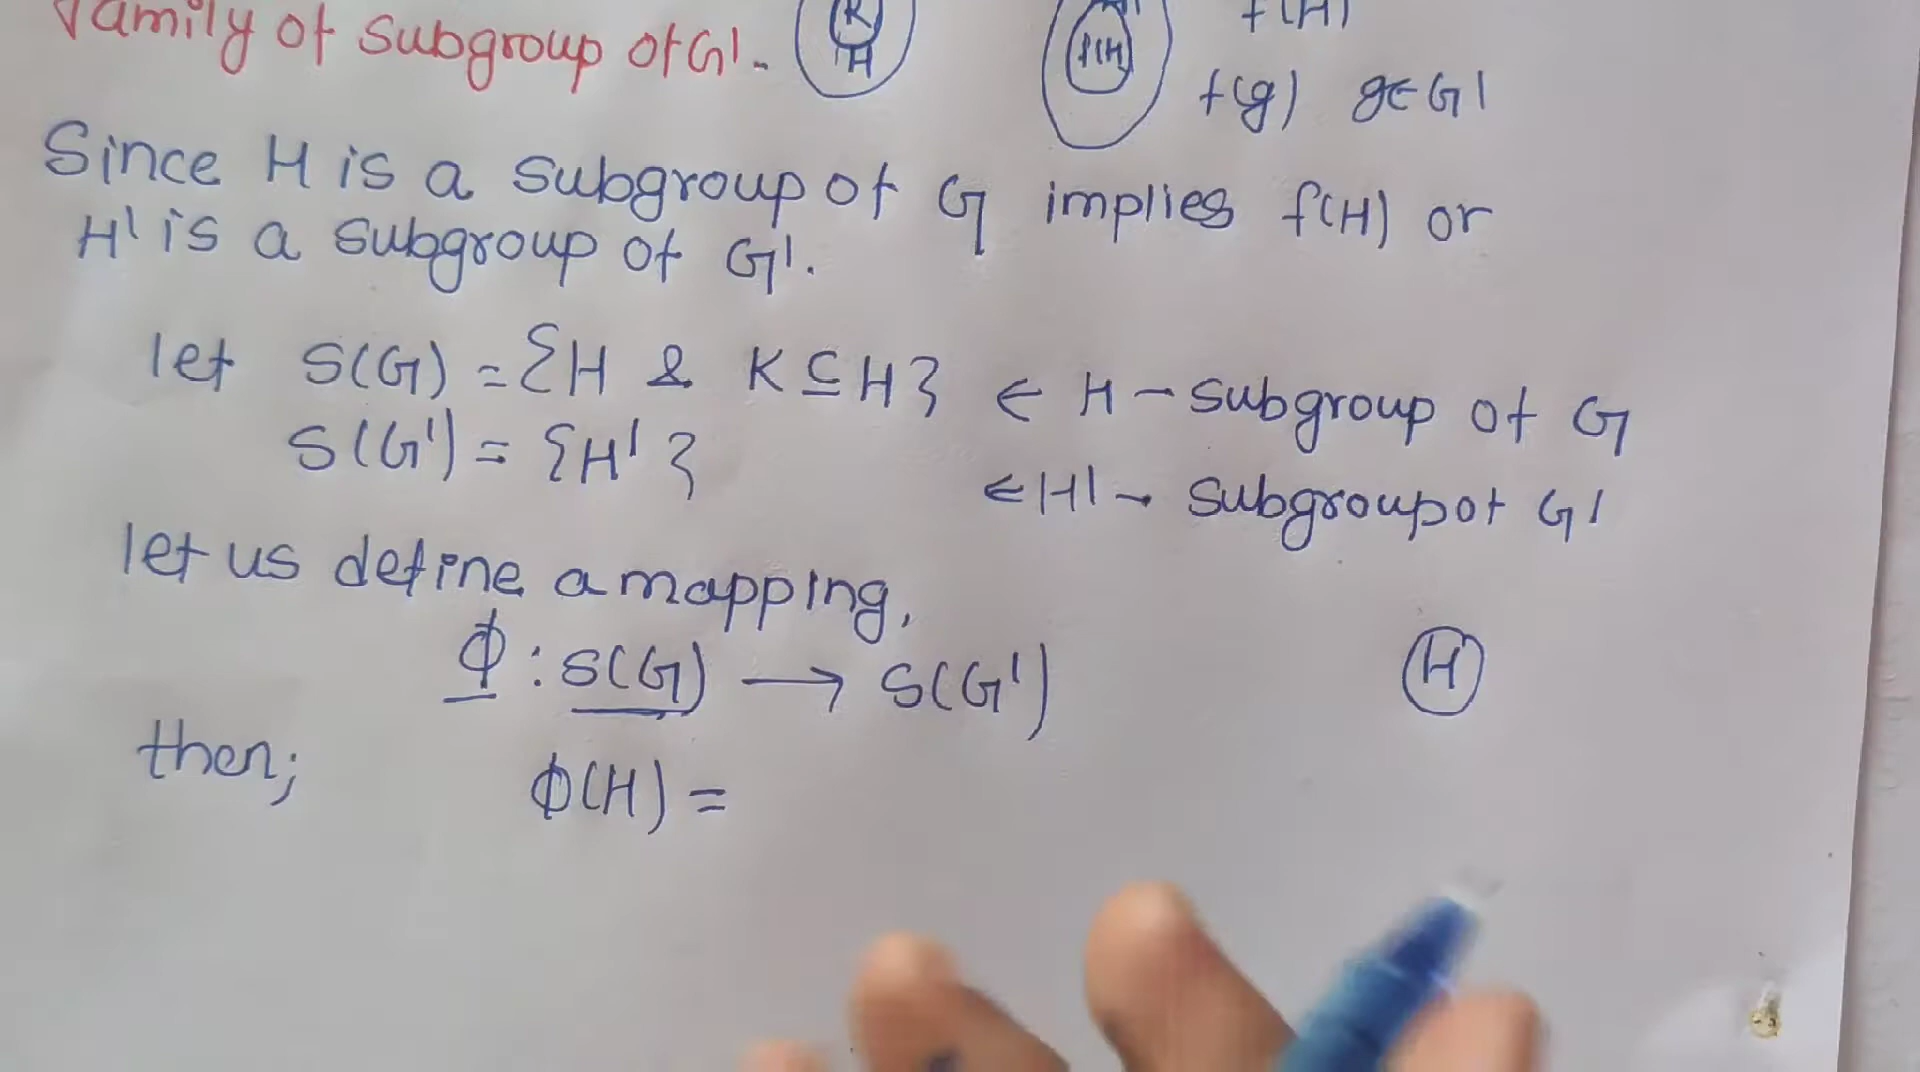 family of subgroup of G'.
K
H
f(H)
f(H)
f(g) g∈G'
Since H is a subgroup of G implies f(H) or
H' is a subgroup of G'.
let S(G) = {H & K⊆H} ∈ H - subgroup of G
S(G') = {H'} ∈ H' - subgroup of G'
let us define a mapping,
Φ : S(G) → S(G')
H
then; Φ(H) =